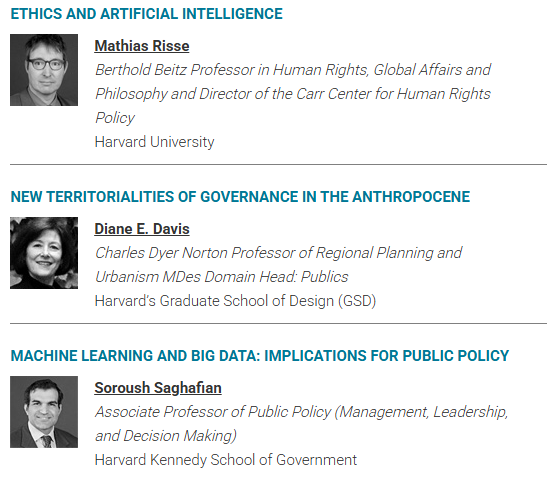 ETHICS AND ARTIFICIAL INTELLIGENCE
Mathias Risse
Berthold Beitz Professor in Human Rights, Global Affairs and
Philosophy and Director of the Carr Center for Human Rights
Policy
Harvard University
NEW TERRITORIALITIES OF GOVERNANCE IN THE ANTHROPOCENE
Diane E. Davis
Charles Dyer Norton Professor of Regional Planning and
Urbanism MDes Domain Head: Publics
Harvard's Graduate School of Design (GSD)
MACHINE LEARNING AND BIG DATA: IMPLICATIONS FOR PUBLIC POLICY
Soroush Saghafian
Associate Professor of Public Policy (Management, Leadership,
and Decision Making)
Harvard Kennedy School of Government